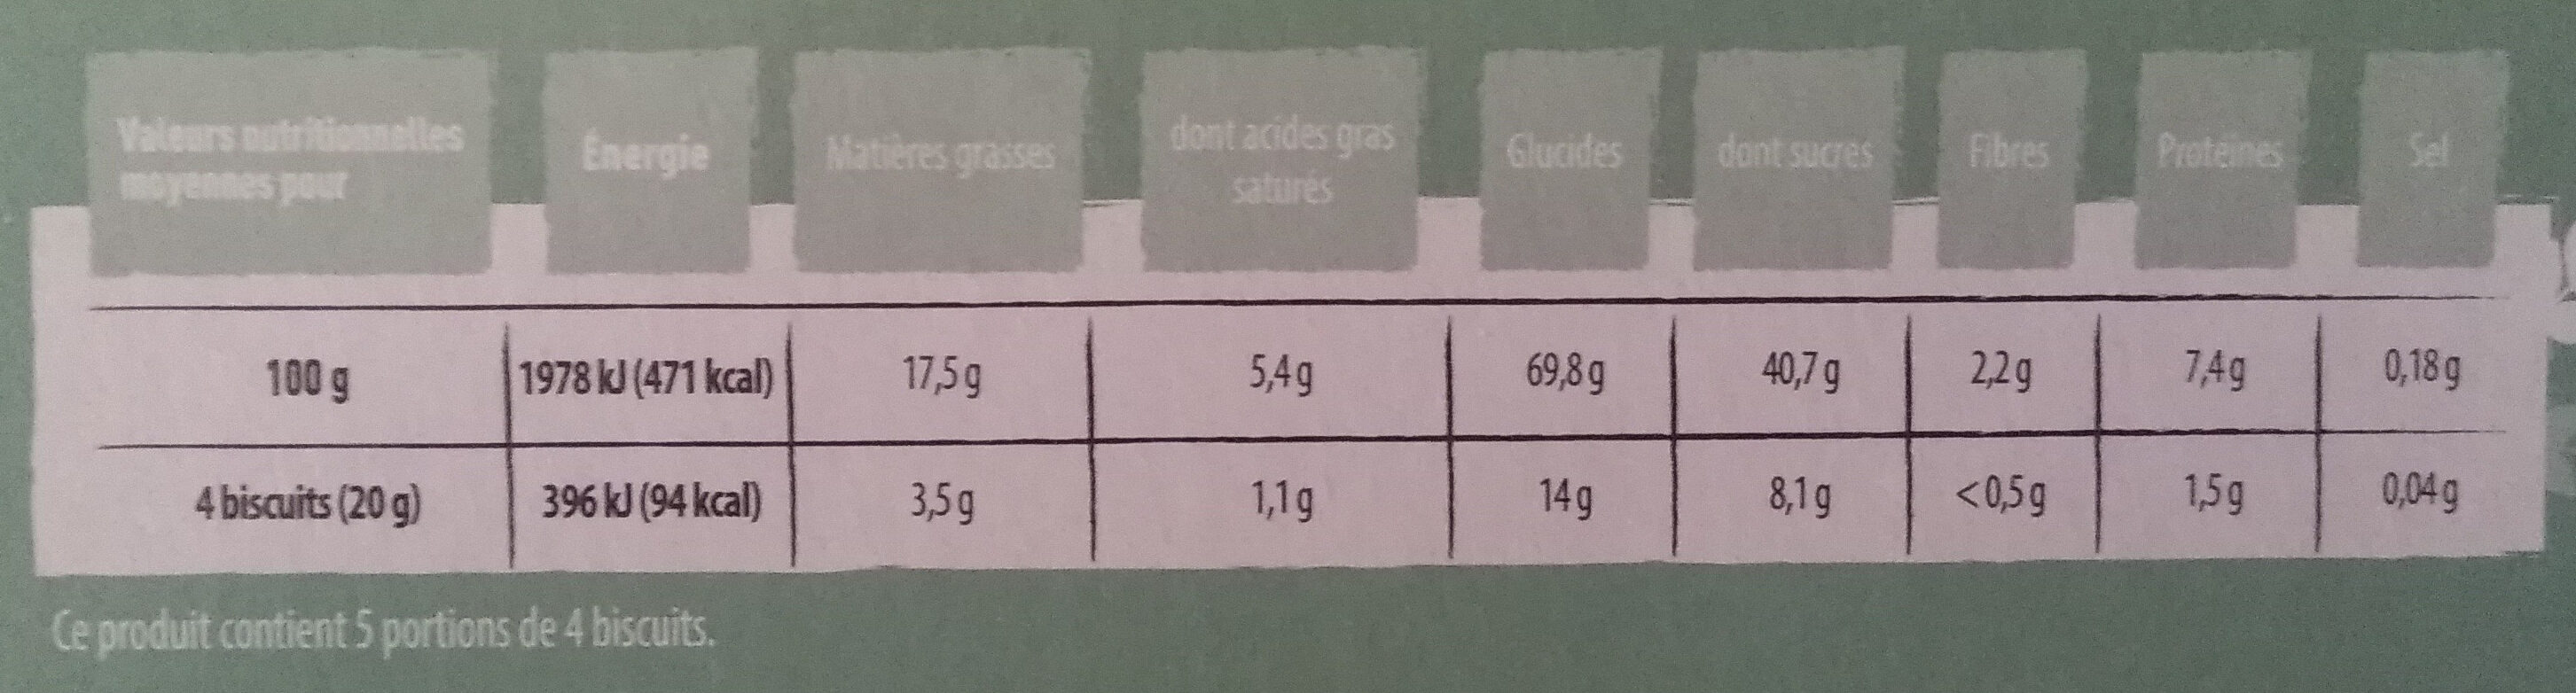 Valeurs nutritionnelles
moyennes pour
Énergie
Matières grasses
dont acides gras
saturés
Glucides
dont sucres
Fibres
Protéines
Sel
100 g 1978 kJ (471 kcal) 17,5 g 5,4 g 69,8 g 40,7 g 2,2 g 7,4 g 0,18 g
4 biscuits (20 g) 396 kJ (94 kcal) 3,5 g 1,1 g 14 g 8,1 g <0,5 g 1,5 g 0,04 g
Ce produit contient 5 portions de 4 biscuits.